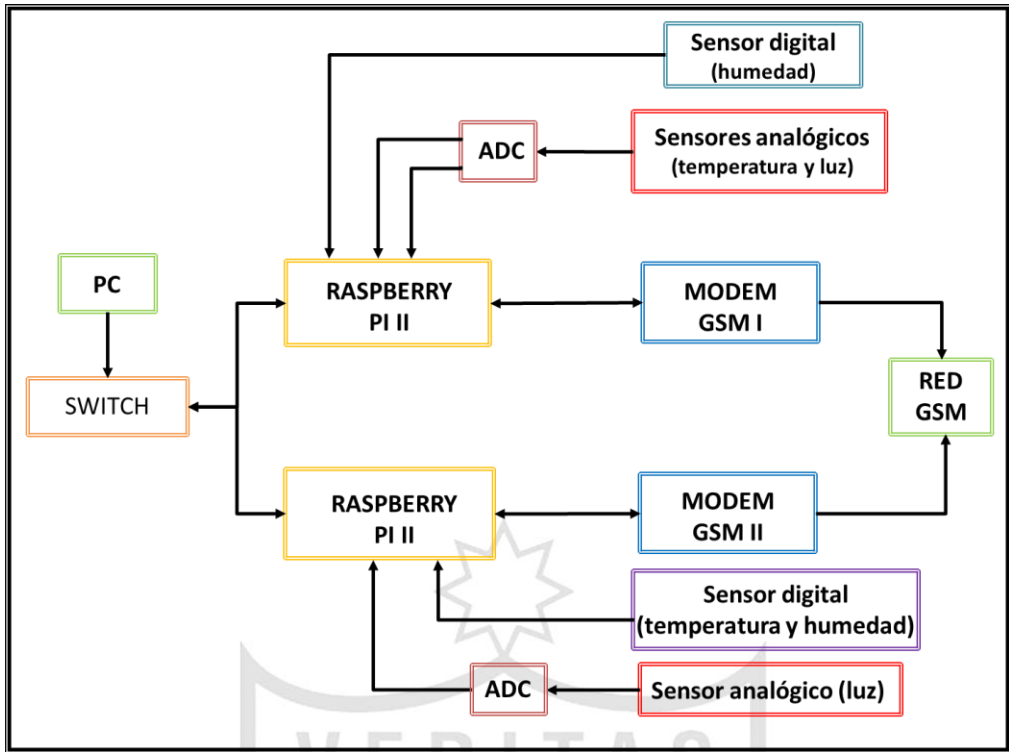 Sensor digital
(humedad)
ADC
Sensores analógicos
(temperatura y luz)
PC
RASPBERRY
PI II
MODEM
GSM I
SWITCH
RED
GSM
RASPBERRY
PI II
MODEM
GSM II
Sensor digital
(temperatura y humedad)
ADC
Sensor analógico (luz)
VERITAS